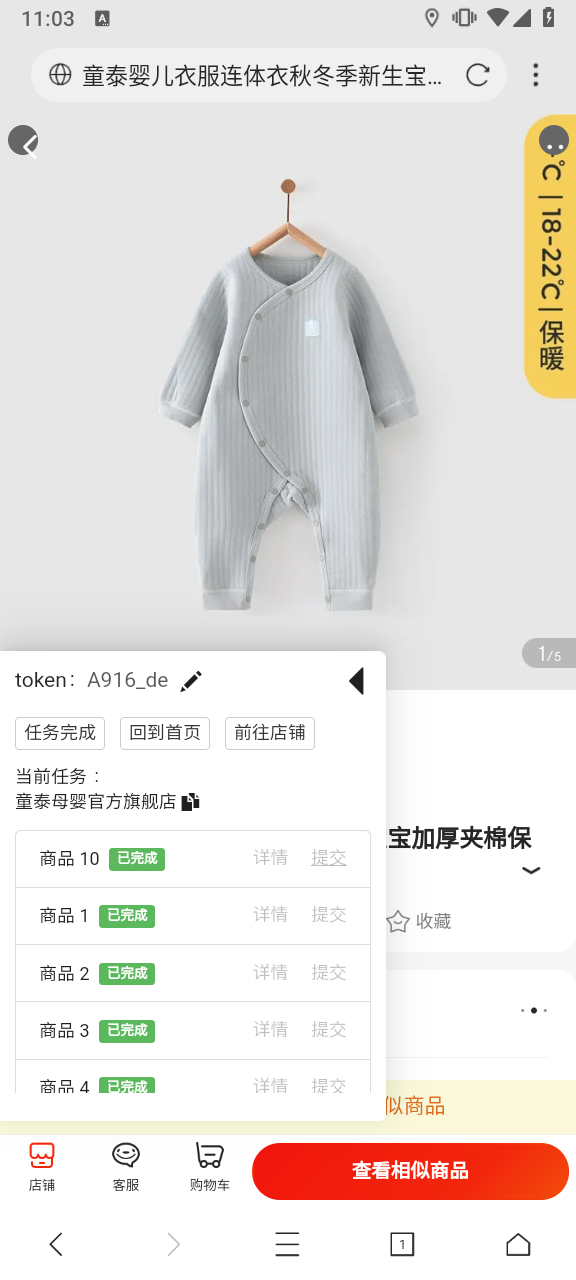 11:03
A
童泰婴儿衣服连体衣秋冬季新生宝...
℃ | 18-22℃ | 保暖
1/5
token: A916_de
任务完成 回到首页 前往店铺
当前任务：
童泰母婴官方旗舰店
商品 10 已完成 详情 提交
商品 1 已完成 详情 提交
商品 2 已完成 详情 提交
商品 3 已完成 详情 提交
商品 4 已完成 详情 提交
宝加厚夹棉保
收藏
似商品
店铺 客服 购物车 查看相似商品
1